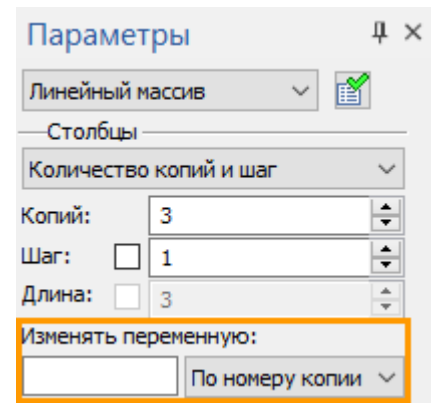 Параметры
Линейный массив
Столбцы
Количество копий и шаг
Копий: 3
Шаг: 1
Длина: 3
Изменять переменную:
По номеру копии